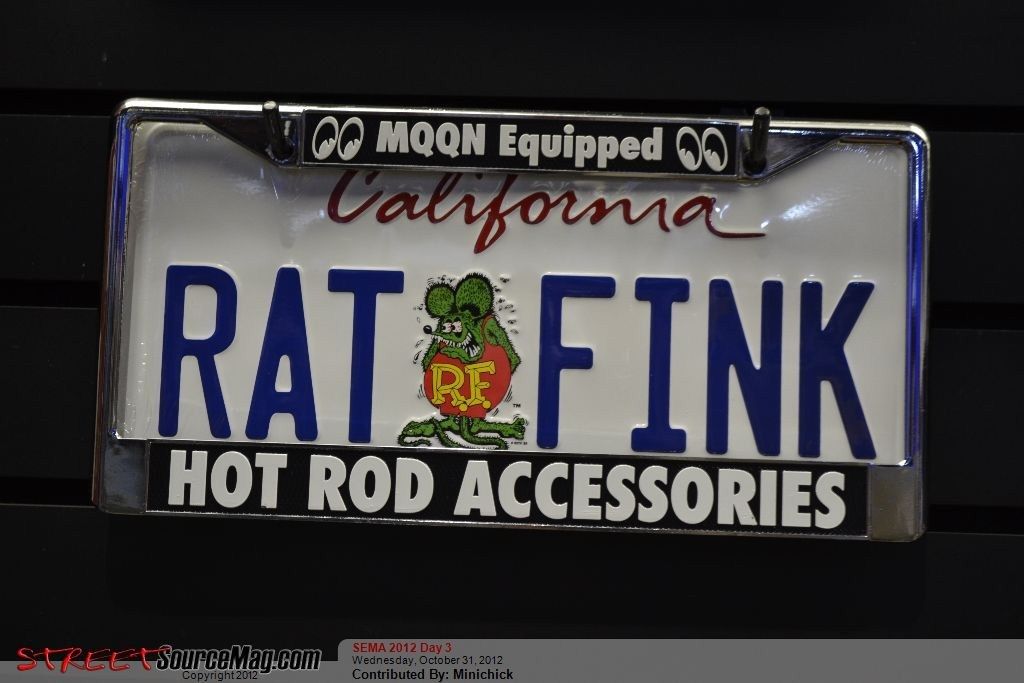 MQQN Equipped
California
RAT FINK
R.F.
TM
HOT ROD ACCESSORIES
STREETSourceMag.com
Copyright 2012
SEMA 2012 Day 3
Wednesday, October 31, 2012
Contributed By: Minichick